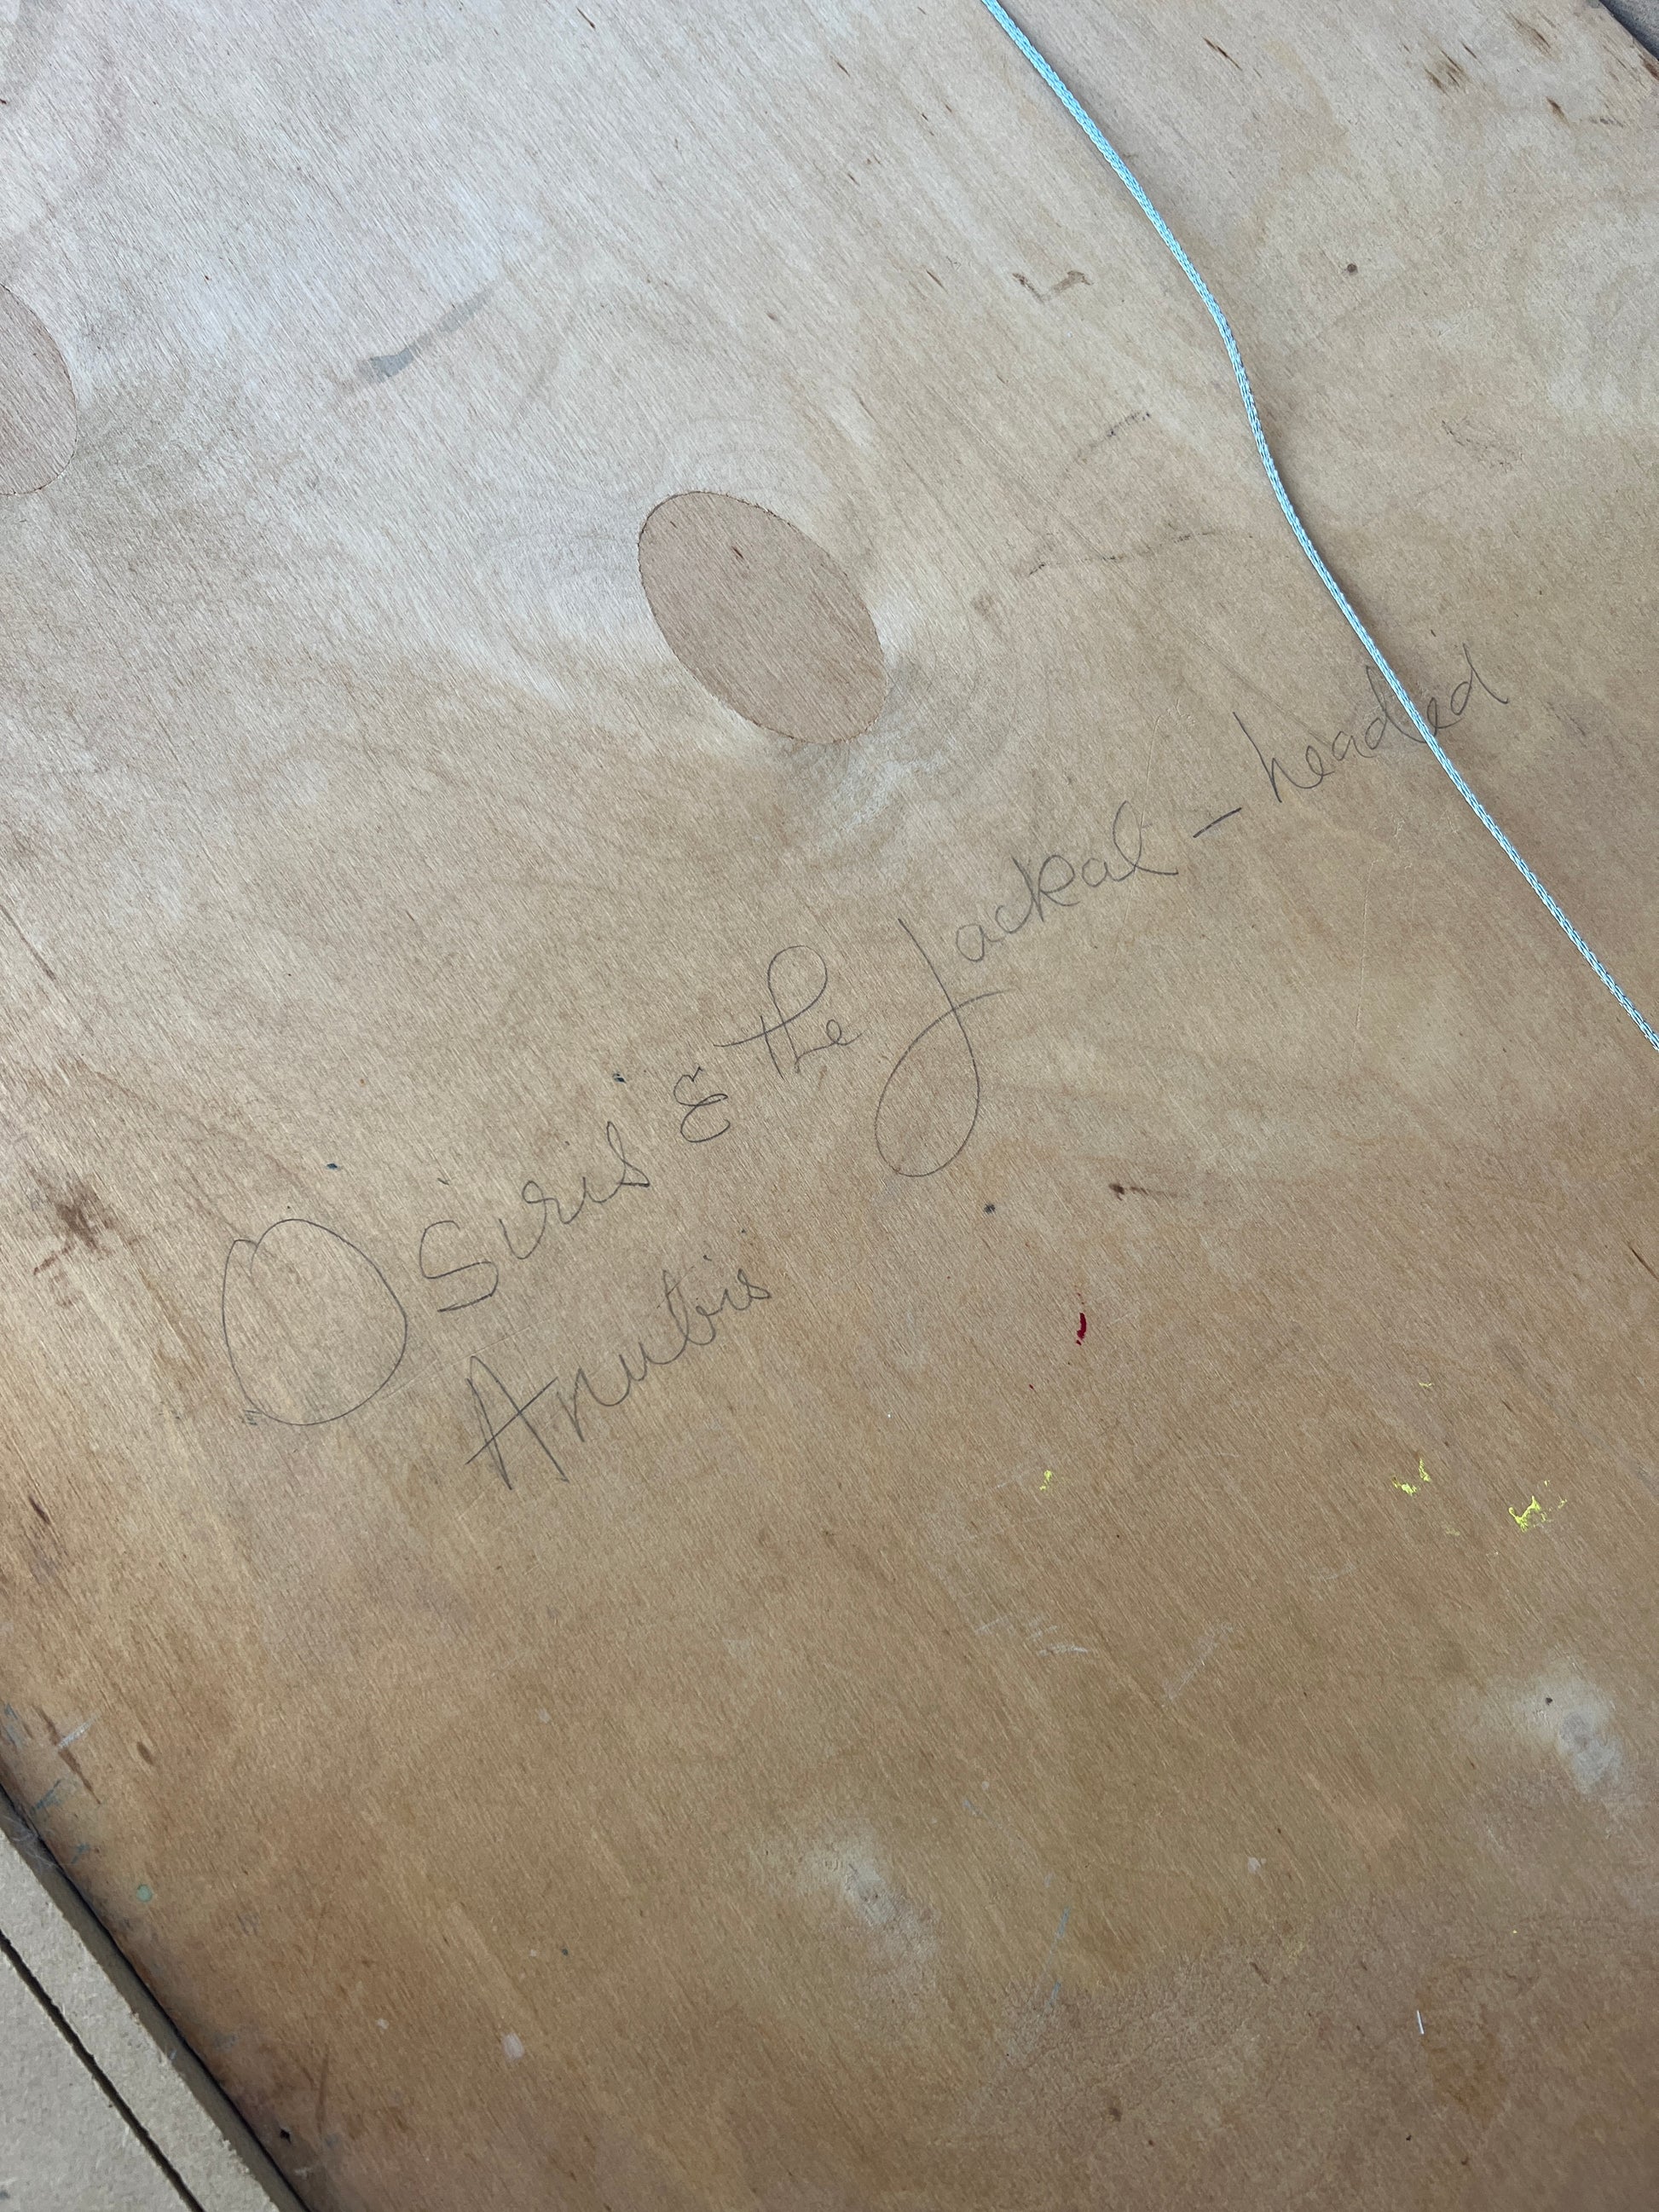 Osiris & the Jackal - headed
Anubis